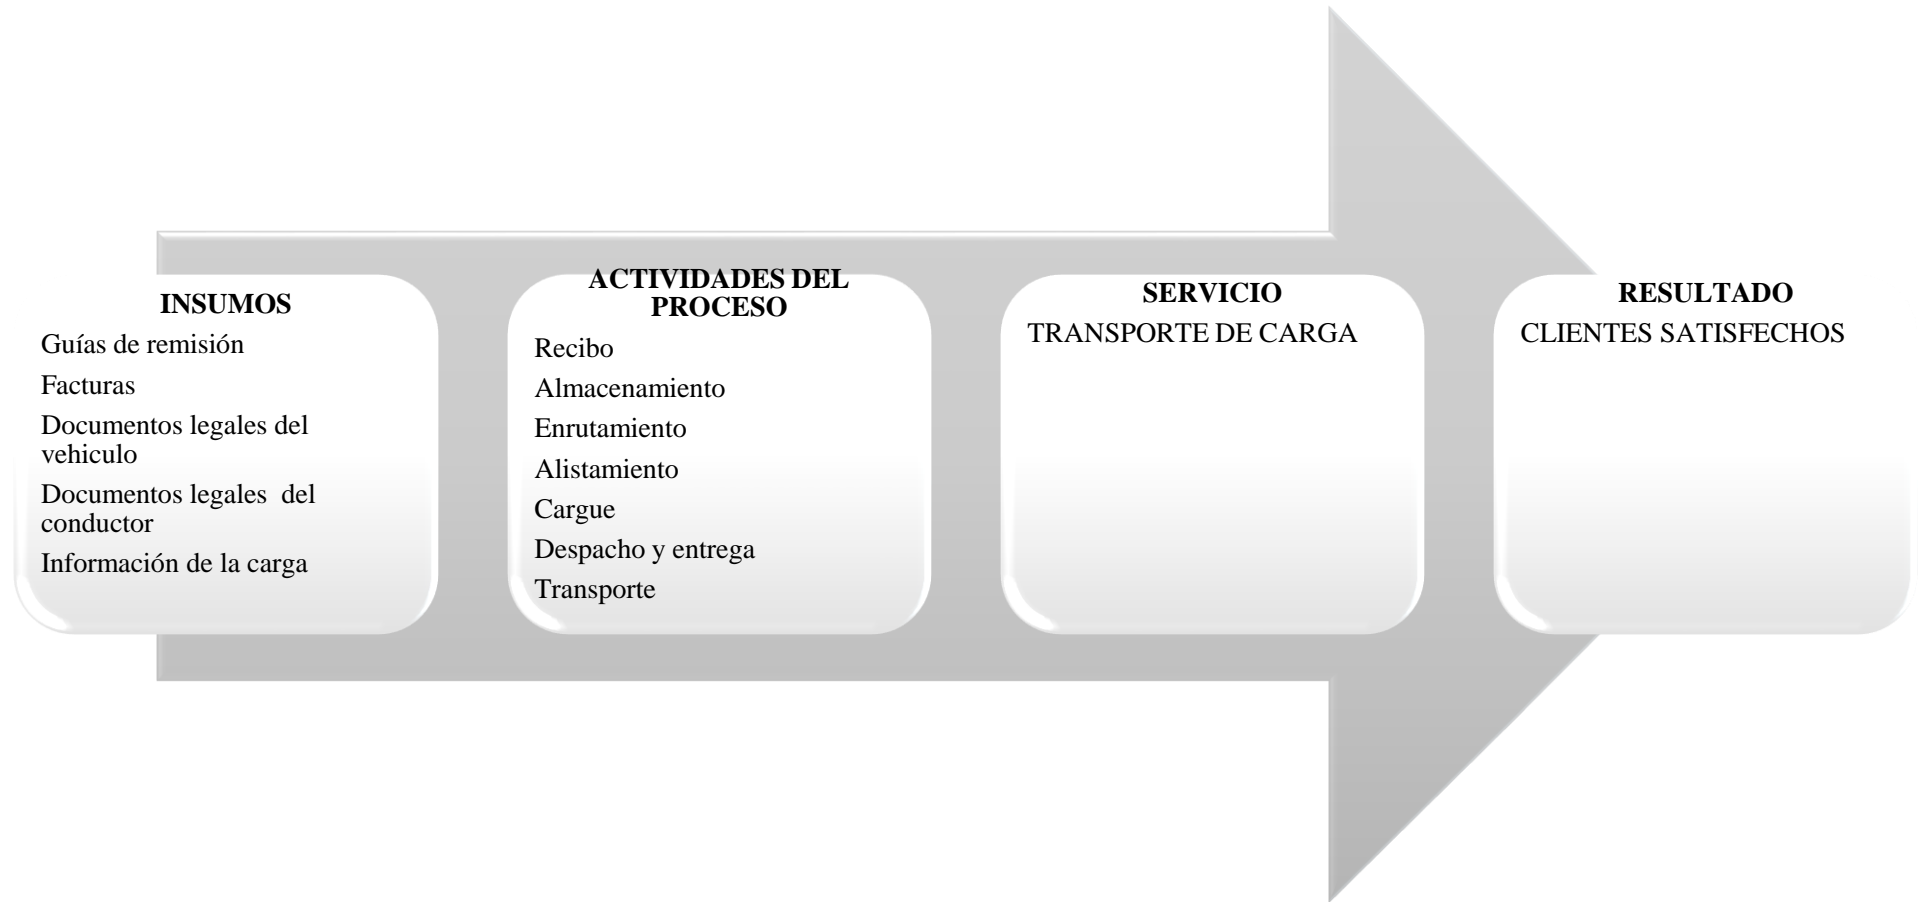 INSUMOS
Guías de remisión
Facturas
Documentos legales del
vehiculo
Documentos legales  del
conductor
Información de la carga
ACTIVIDADES DEL
PROCESO
Recibo
Almacenamiento
Enrutamiento
Alistamiento
Cargue
Despacho y entrega
Transporte
SERVICIO
TRANSPORTE DE CARGA
RESULTADO
CLIENTES SATISFECHOS